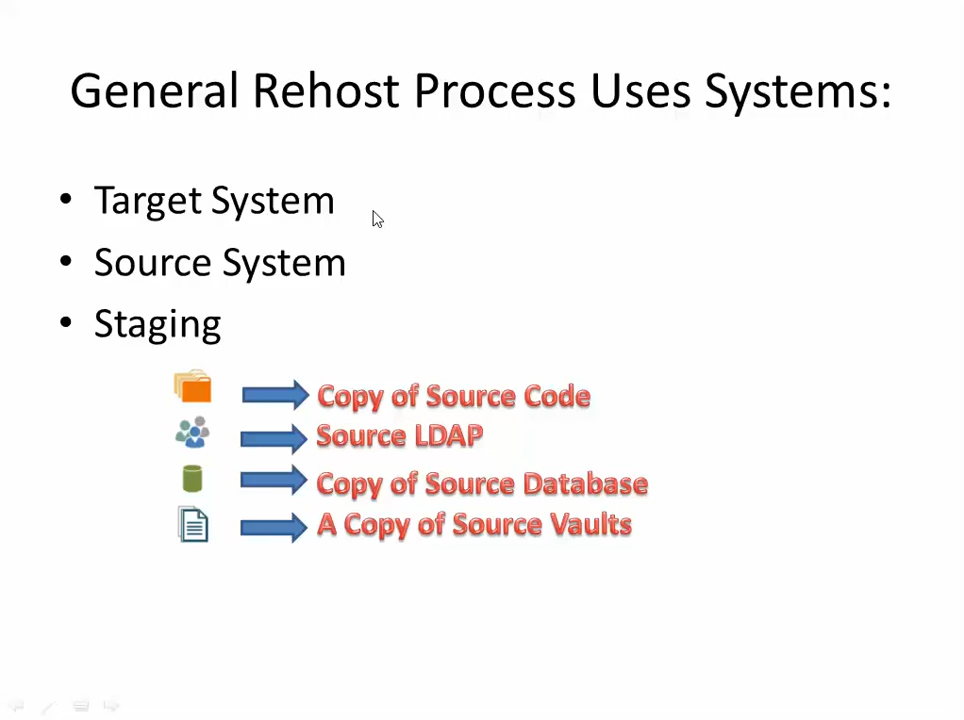 General Rehost Process Uses Systems:
• Target System
• Source System
• Staging
Copy of Source Code
Source LDAP
Copy of Source Database
A Copy of Source Vaults